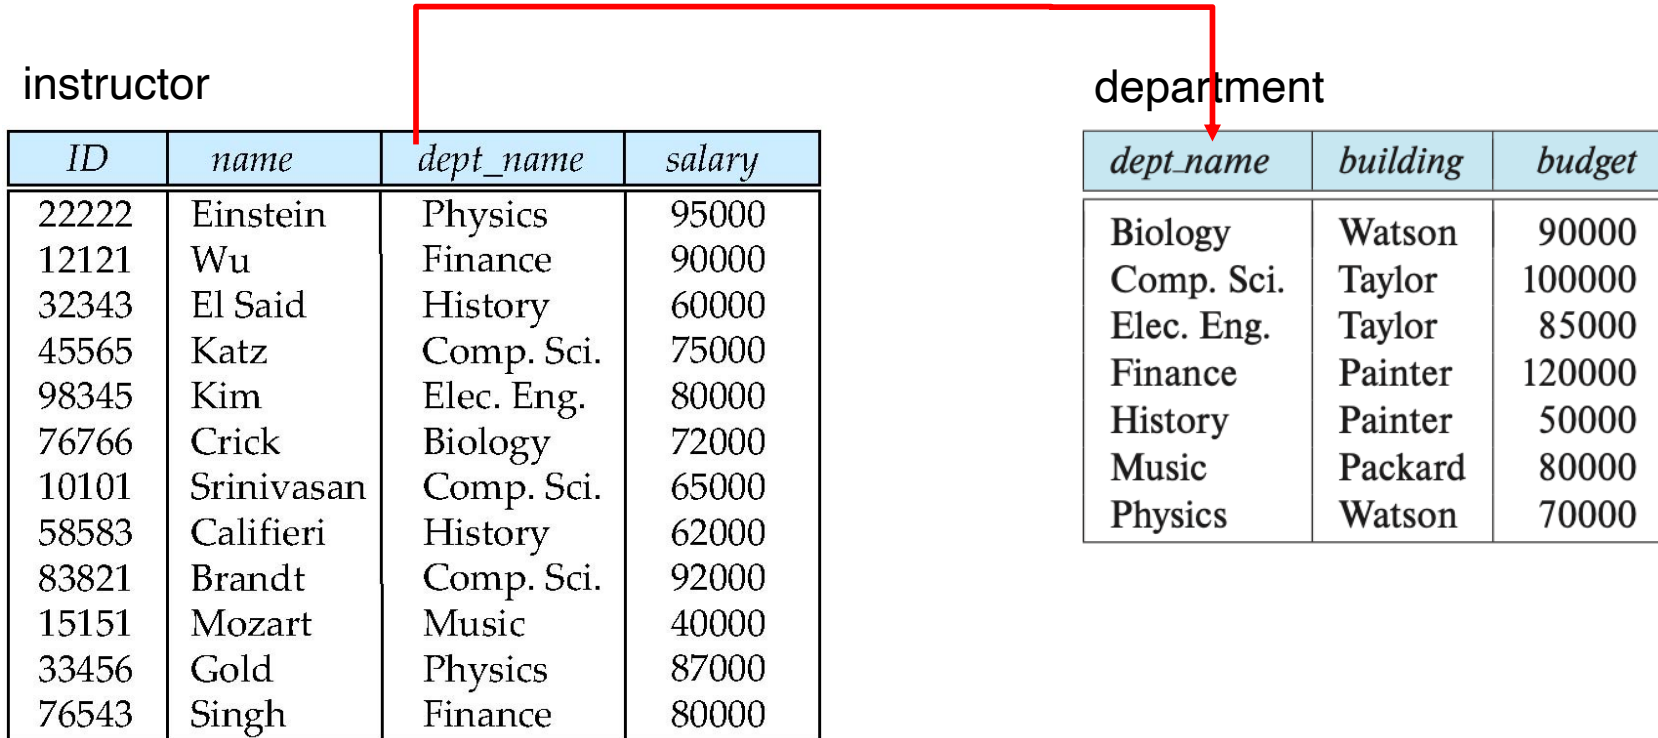 instructor
ID name dept_name salary
22222 Einstein Physics 95000
12121 Wu Finance 90000
32343 El Said History 60000
45565 Katz Comp. Sci. 75000
98345 Kim Elec. Eng. 80000
76766 Crick Biology 72000
10101 Srinivasan Comp. Sci. 65000
58583 Califieri History 62000
83821 Brandt Comp. Sci. 92000
15151 Mozart Music 40000
33456 Gold Physics 87000
76543 Singh Finance 80000
department
dept_name building budget
Biology Watson 90000
Comp. Sci. Taylor 100000
Elec. Eng. Taylor 85000
Finance Painter 120000
History Painter 50000
Music Packard 80000
Physics Watson 70000